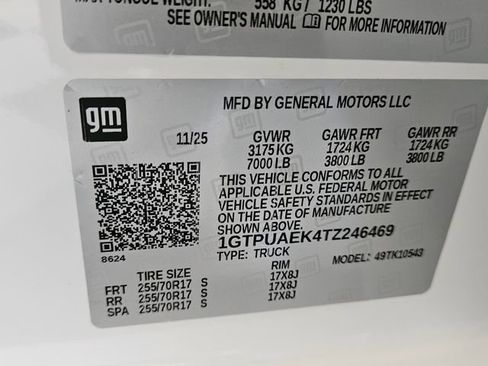 MAX TONGUE WEIGHT: 558 KG / 1230 LBS
SEE OWNER'S MANUAL FOR MORE INFORMATION
gm
MFD BY GENERAL MOTORS LLC
11/25 GVWR GAWR FRT GAWR RR
3175 KG 1724 KG 1724 KG
7000 LB 3800 LB 3800 LB
THIS VEHICLE CONFORMS TO ALL
APPLICABLE U.S. FEDERAL MOTOR
VEHICLE SAFETY STANDARDS IN EFFECT
ON THE DATE OF MANUFACTURE SHOWN ABOVE.
1GTPUAEK4TZ246469
8624
TYPE: TRUCK MODEL: 49TK10543
TIRE SIZE RIM
FRT 255/70R17 S 17X8J
RR 255/70R17 S 17X8J
SPA 255/70R17 S 17X8J